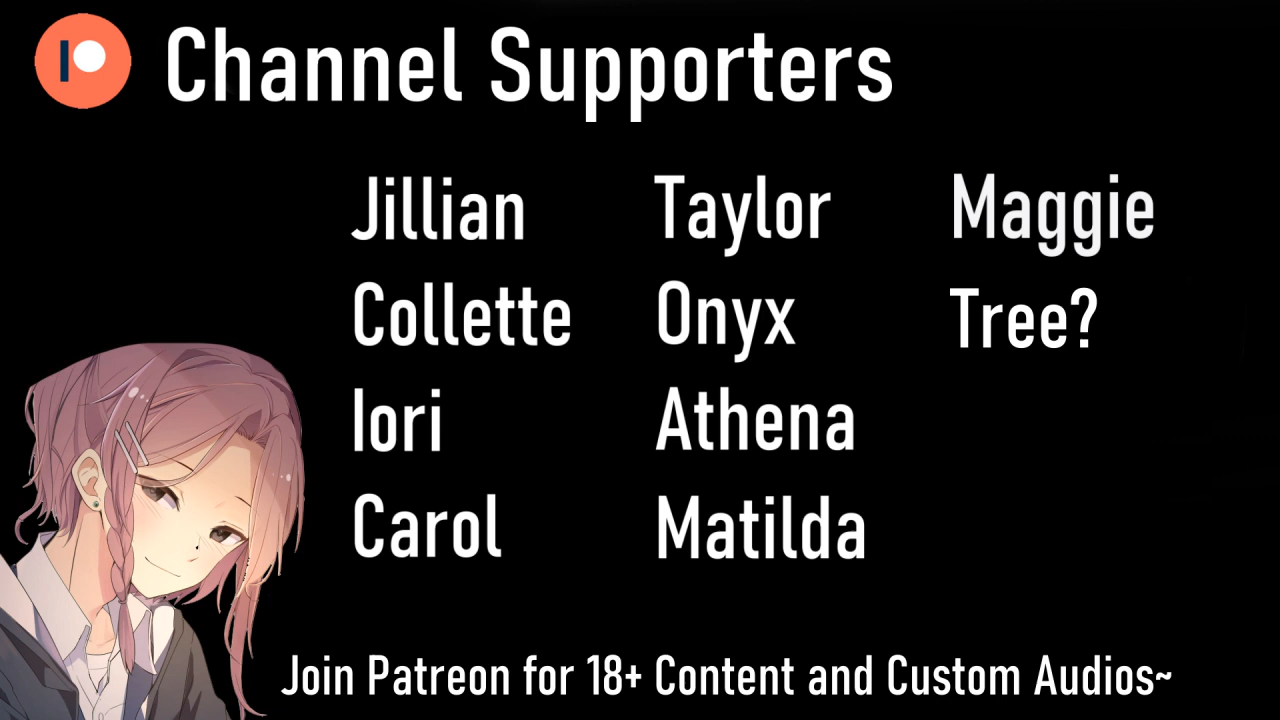 Channel Supporters
Jillian
Collette
Iori
Carol
Taylor
Onyx
Athena
Matilda
Maggie
Tree?
Join Patreon for 18+ Content and Custom Audios~